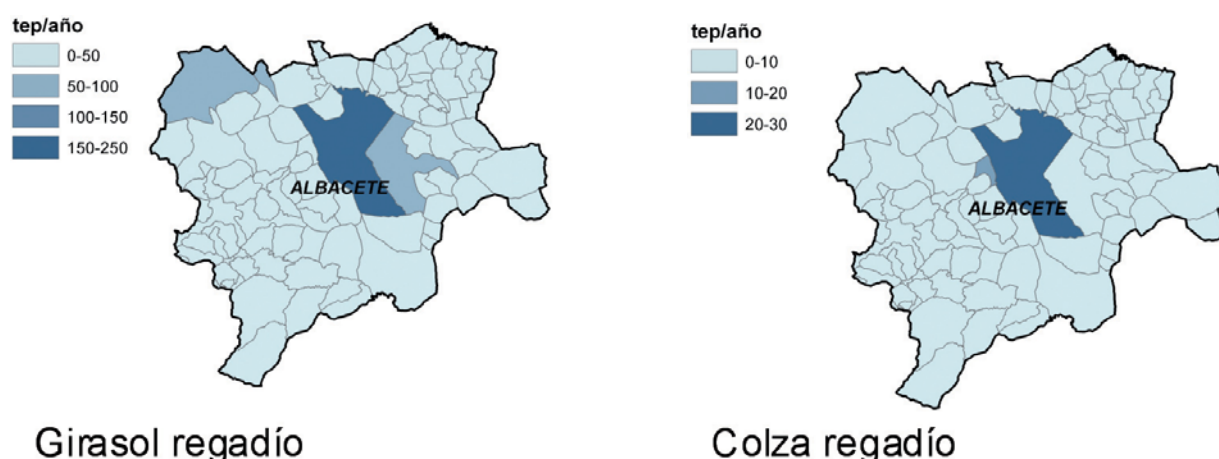 tep/año
0-50
50-100
100-150
150-250
ALBACETE
Girasol regadío
tep/año
0-10
10-20
20-30
ALBACETE
Colza regadío